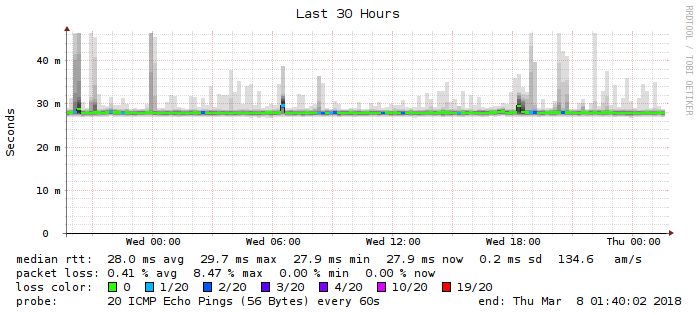 Last 30 Hours
RRDTOOL / TOBI OETIKER
Seconds
40 m
30 m
20 m
10 m
0
Wed 00:00 Wed 06:00 Wed 12:00 Wed 18:00 Thu 00:00
median rtt: 28.0 ms avg 29.7 ms max 27.9 ms min 27.9 ms now 0.2 ms sd 134.6 am/s
packet loss: 0.41 % avg 8.47 % max 0.00 % min 0.00 % now
loss color: 0 1/20 2/20 3/20 4/20 10/20 19/20
probe: 20 ICMP Echo Pings (56 Bytes) every 60s end: Thu Mar 8 01:40:02 2018